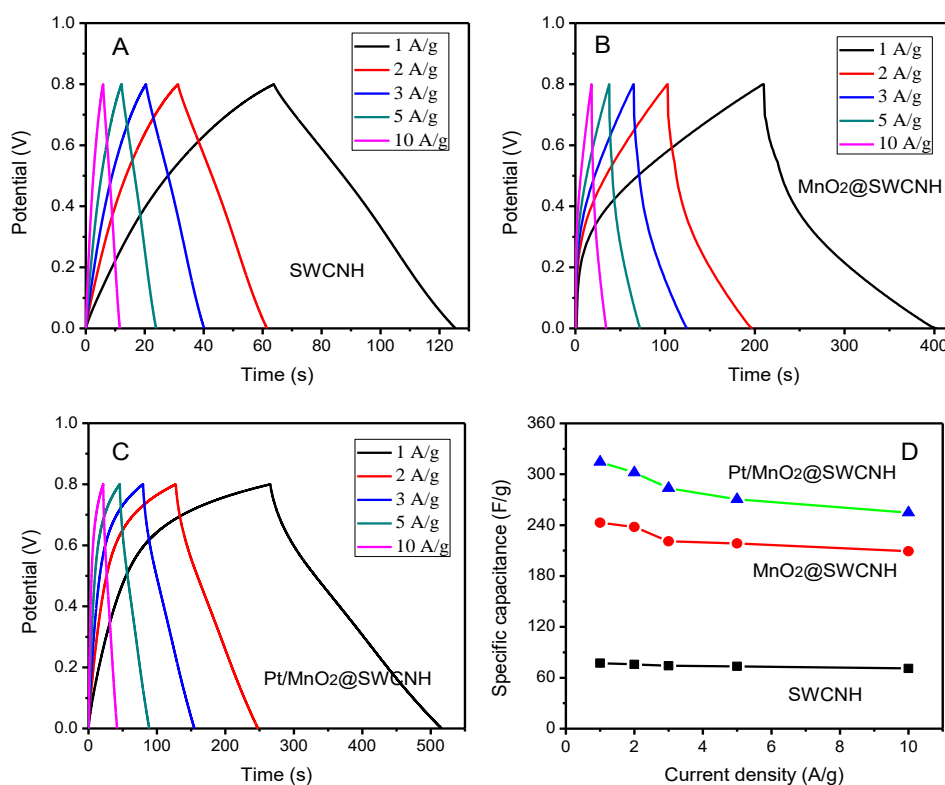 A
1 A/g
2 A/g
3 A/g
5 A/g
10 A/g
SWCNH
Potential (V)
0.0
0.2
0.4
0.6
0.8
1.0
0
20
40
60
80
100
120
Time (s)
B
1 A/g
2 A/g
3 A/g
5 A/g
10 A/g
MnO2@SWCNH
Potential (V)
0.0
0.2
0.4
0.6
0.8
1.0
0
100
200
300
400
Time (s)
C
1 A/g
2 A/g
3 A/g
5 A/g
10 A/g
Pt/MnO2@SWCNH
Potential (V)
0.0
0.2
0.4
0.6
0.8
1.0
0
100
200
300
400
500
Time (s)
D
Pt/MnO2@SWCNH
MnO2@SWCNH
SWCNH
Specific capacitance (F/g)
0
60
120
180
240
300
360
0
2
4
6
8
10
Current density (A/g)